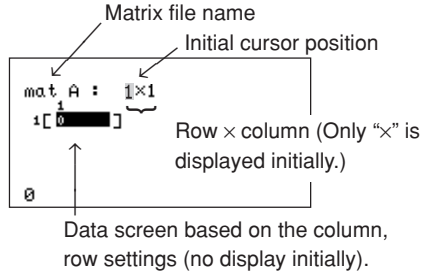 Matrix file name
Initial cursor position
mat A : 1×1
1
1[ 0 ]
Row × column (Only “×” is
displayed initially.)
0
Data screen based on the column,
row settings (no display initially).